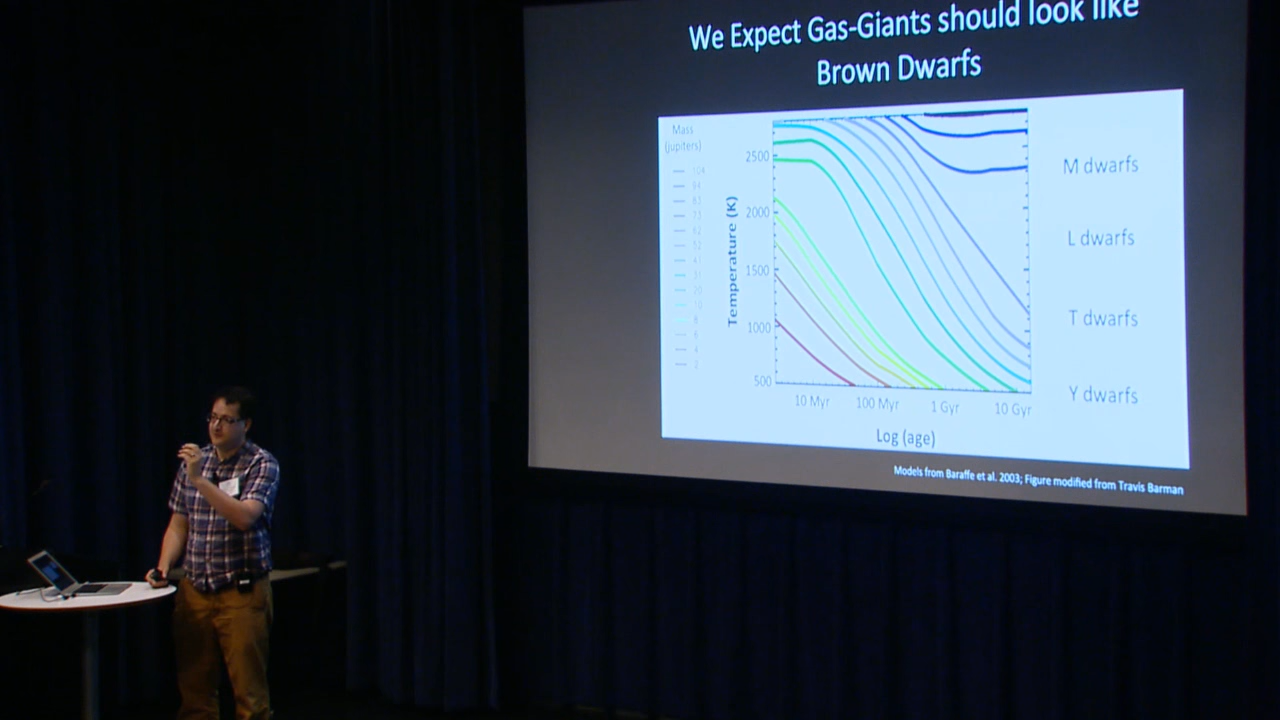 We Expect Gas-Giants should look like
Brown Dwarfs
Mass
(jupiters)
2500
2000
1500
1000
500
Temperature (K)
10 Myr
100 Myr
1 Gyr
10 Gyr
Log (age)
M dwarfs
L dwarfs
T dwarfs
Y dwarfs
Models from Baraffe et al. 2003; Figure modified from Travis Barman